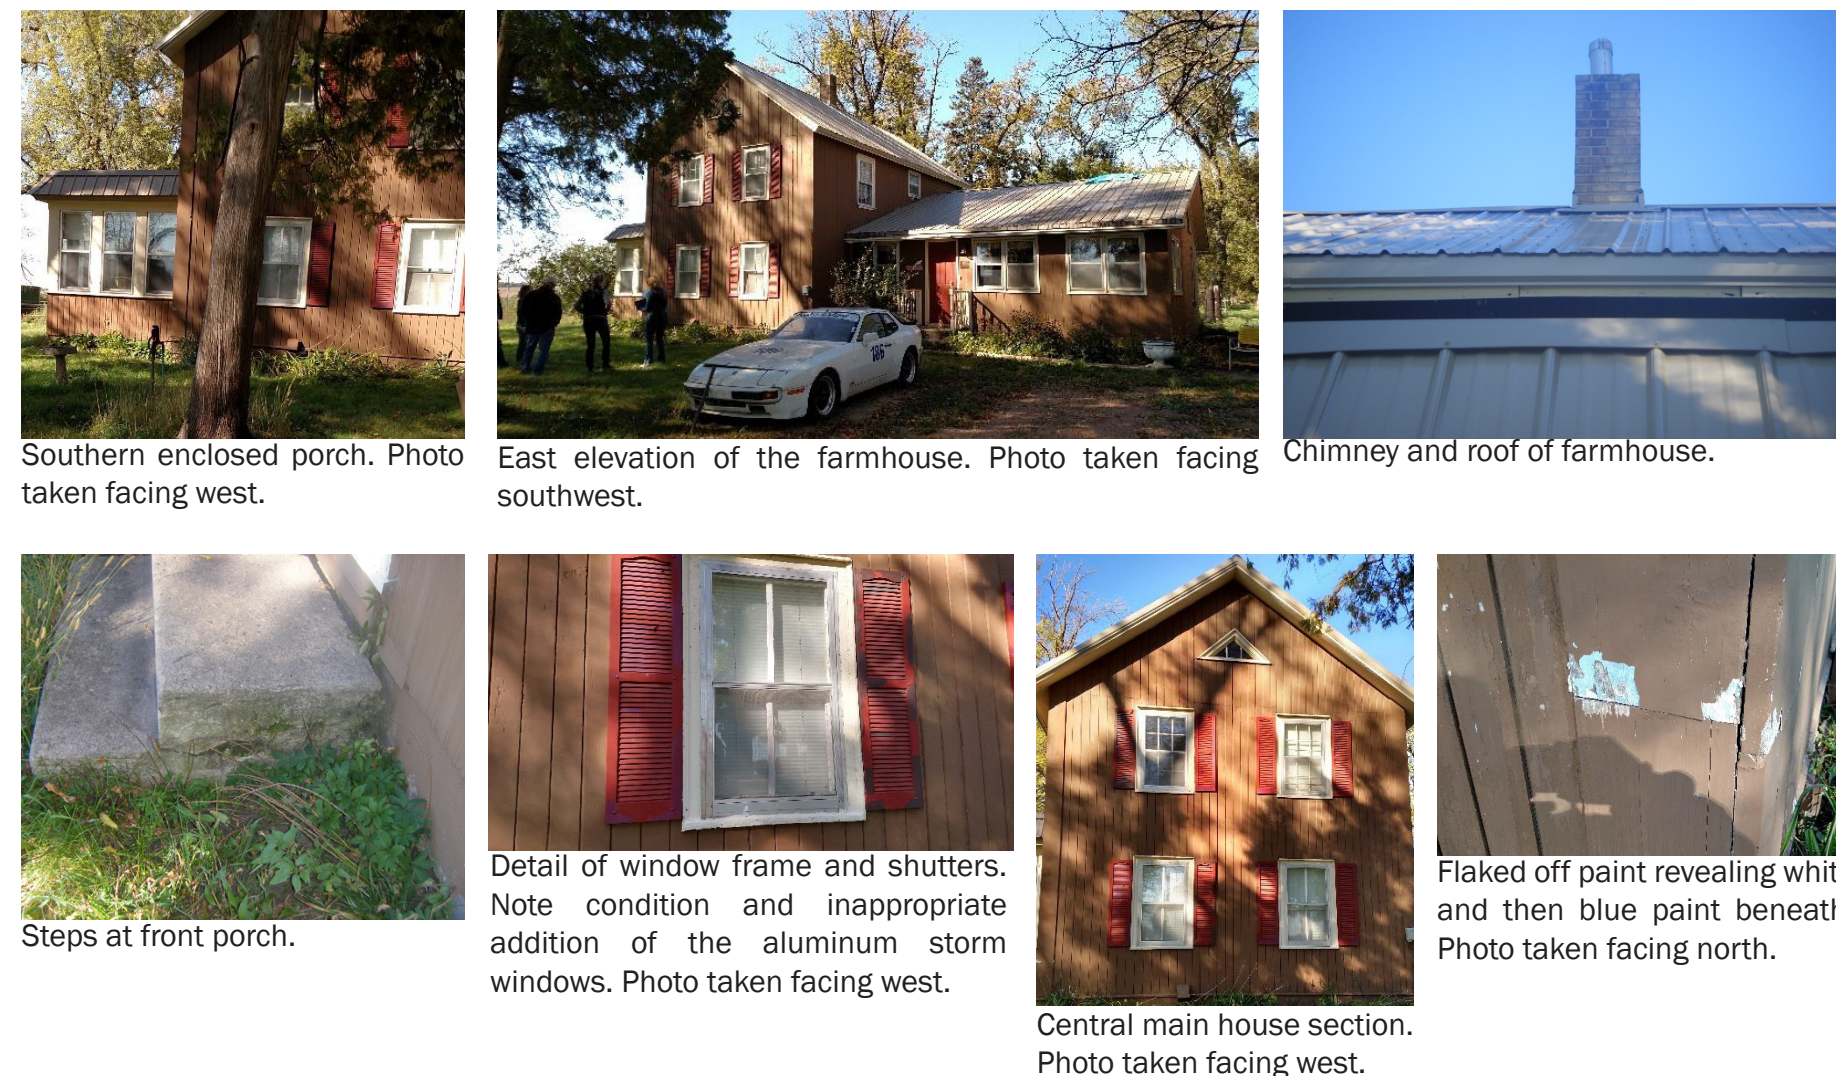 186
Southern enclosed porch. Photo
taken facing west.
East elevation of the farmhouse. Photo taken facing
southwest.
Chimney and roof of farmhouse.
Steps at front porch.
Detail of window frame and shutters.
Note condition and inappropriate
addition of the aluminum storm
windows. Photo taken facing west.
Central main house section.
Photo taken facing west.
Flaked off paint revealing whit
and then blue paint beneath
Photo taken facing north.